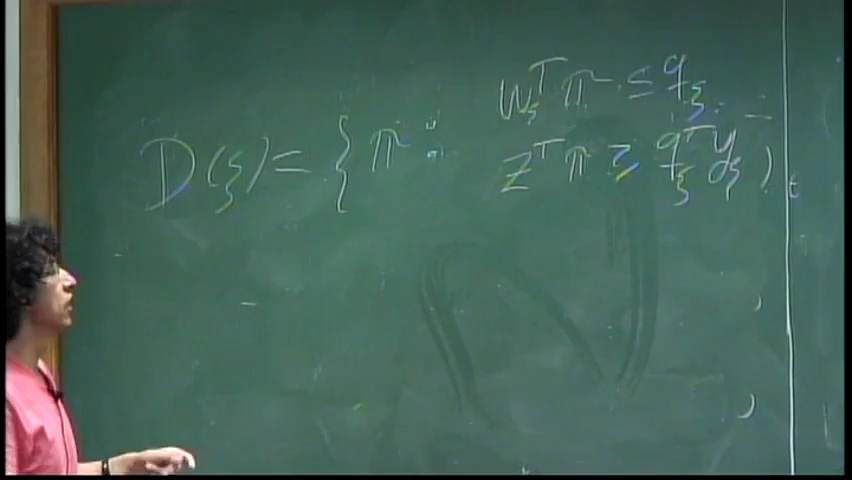 W_ξ^T π ≤ q_ξ
D(ξ) = { π : z^T π ≥ q_ξ^T y_ξ }